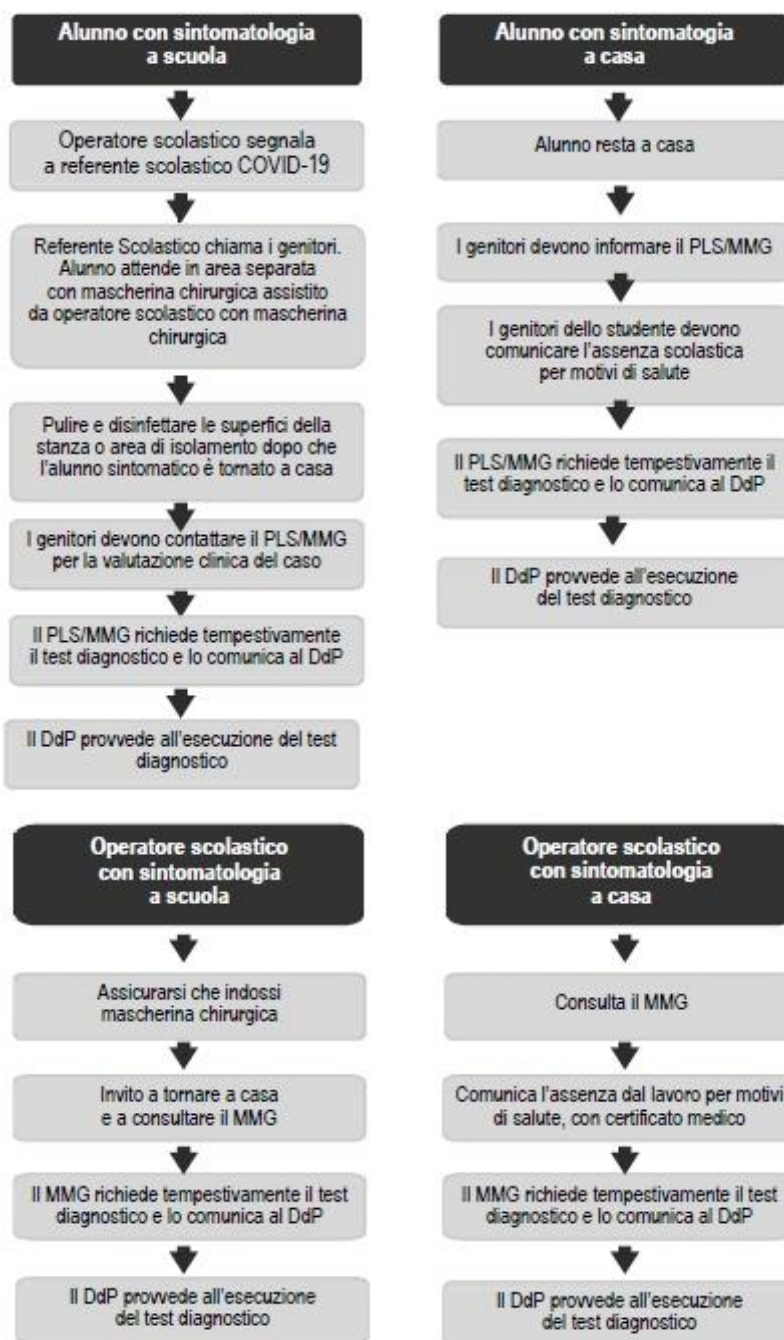 Alunno con sintomatologia
a scuola
Operatore scolastico segnala
a referente scolastico COVID-19
Referente Scolastico chiama i genitori.
Alunno attende in area separata
con mascherina chirurgica assistito
da operatore scolastico con mascherina
chirurgica
Pulire e disinfettare le superfici della
stanza o area di isolamento dopo che
l'alunno sintomatico è tornato a casa
I genitori devono contattare il PLS/MMG
per la valutazione clinica del caso
Il PLS/MMG richiede tempestivamente
il test diagnostico e lo comunica al DdP
Il DdP provvede all'esecuzione del test
diagnostico
Alunno con sintomatogia
a casa
Alunno resta a casa
I genitori devono informare il PLS/MMG
I genitori dello studente devono
comunicare l'assenza scolastica
per motivi di salute
Il PLS/MMG richiede tempestivamente il
test diagnostico e lo comunica al DdP
Il DdP provvede all'esecuzione
del test diagnostico
Operatore scolastico
con sintomatologia
a scuola
Assicurarsi che indossi
mascherina chirurgica
Invito a tornare a casa
e a consultare il MMG
Il MMG richiede tempestivamente il test
diagnostico e lo comunica al DdP
Il DdP provvede all'esecuzione
del test diagnostico
Operatore scolastico
con sintomatologia
a casa
Consulta il MMG
Comunica l'assenza dal lavoro per motivi
di salute, con certificato medico
Il MMG richiede tempestivamente il test
diagnostico e lo comunica al DdP
Il DdP provvede all'esecuzione
del test diagnostico